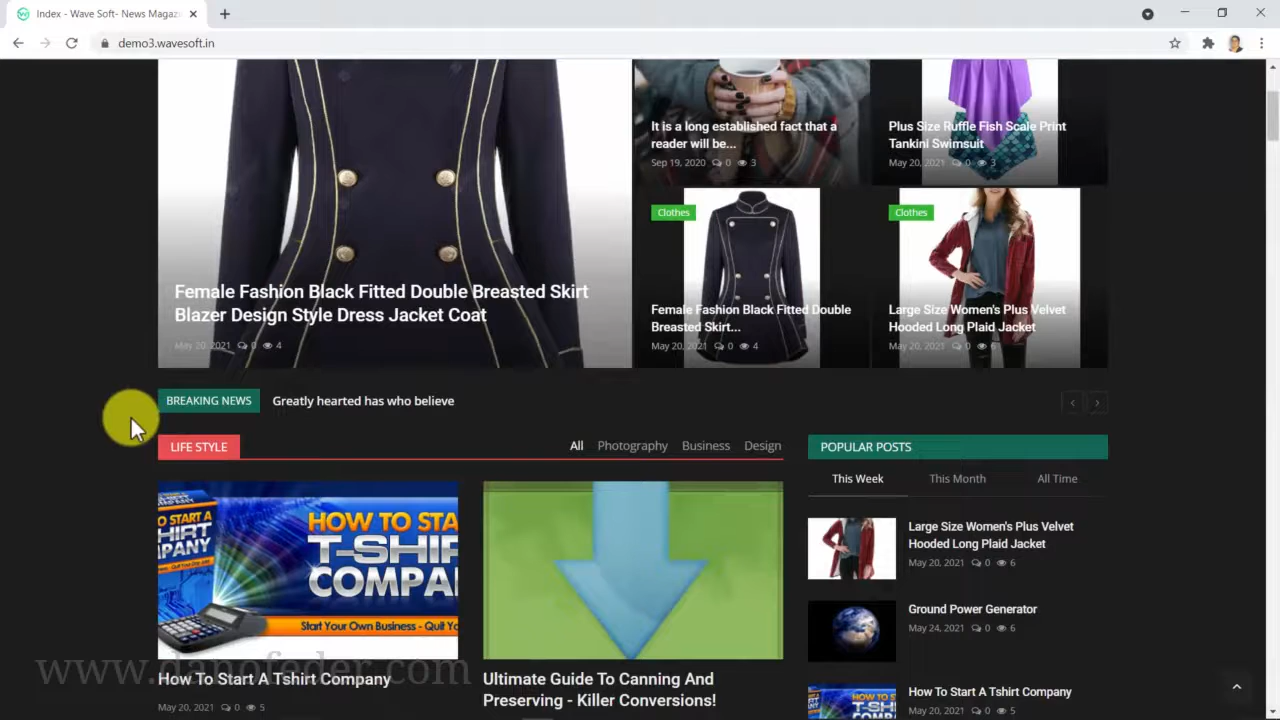 Index - Wave Soft- News Magaz
demo3.wavesoft.in
It is a long established fact that a
reader will be...
Sep 19, 2020 0 3
Plus Size Ruffle Fish Scale Print
Tankini Swimsuit
May 20, 2021 0 3
Female Fashion Black Fitted Double Breasted Skirt
Blazer Design Style Dress Jacket Coat
May 20, 2021 0 4
Clothes
Female Fashion Black Fitted Double
Breasted Skirt...
May 20, 2021 0 4
Clothes
Large Size Women's Plus Velvet
Hooded Long Plaid Jacket
May 20, 2021 0 6
BREAKING NEWS Greatly hearted has who believe
LIFE STYLE All Photography Business Design
HOW TO START A
T-SHIRT
COMPANY
HOW TO STA
T-SHIR
COMPA
Start Your Own Business - Quit Yo
How To Start A Tshirt Company
May 20, 2021 0 5
Ultimate Guide To Canning And
Preserving - Killer Conversions!
POPULAR POSTS
This Week This Month All Time
Large Size Women's Plus Velvet
Hooded Long Plaid Jacket
May 20, 2021 0 6
Ground Power Generator
May 24, 2021 0 6
How To Start A Tshirt Company
May 20, 2021 0 5
www.danofeder.com